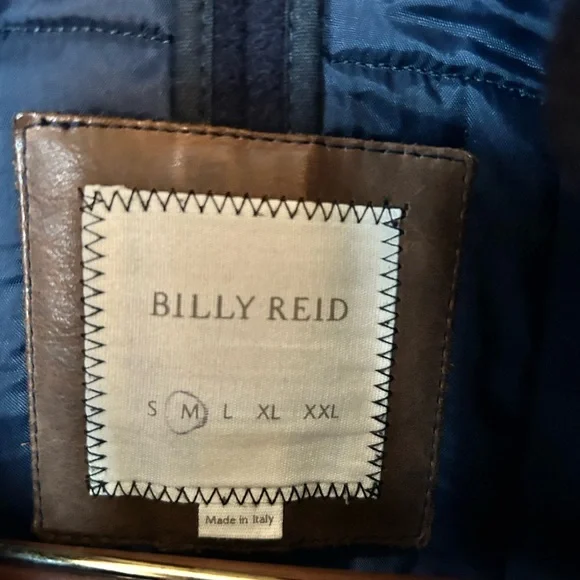 BILLY REID
S M L XL XXL
Made in Italy